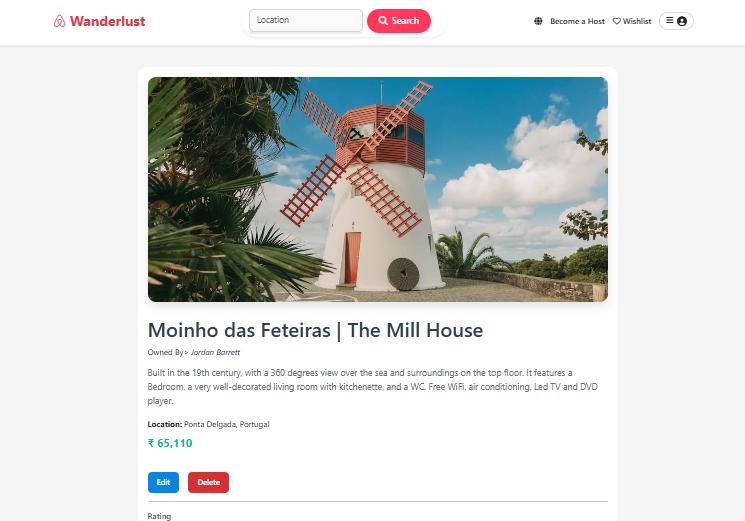 Wanderlust
Location
Search
Become a Host
Wishlist
Moinho das Feteiras | The Mill House
Owned By> Jordan Barrett
Built in the 19th century, with a 360 degrees view over the sea and surroundings on the top floor. It features a
Bedroom, a very well-decorated living room with kitchenette, and a WC. Free WiFi, air conditioning, Led TV and DVD
player.
Location: Ponta Delgada, Portugal
₹ 65,110
Edit
Delete
Rating